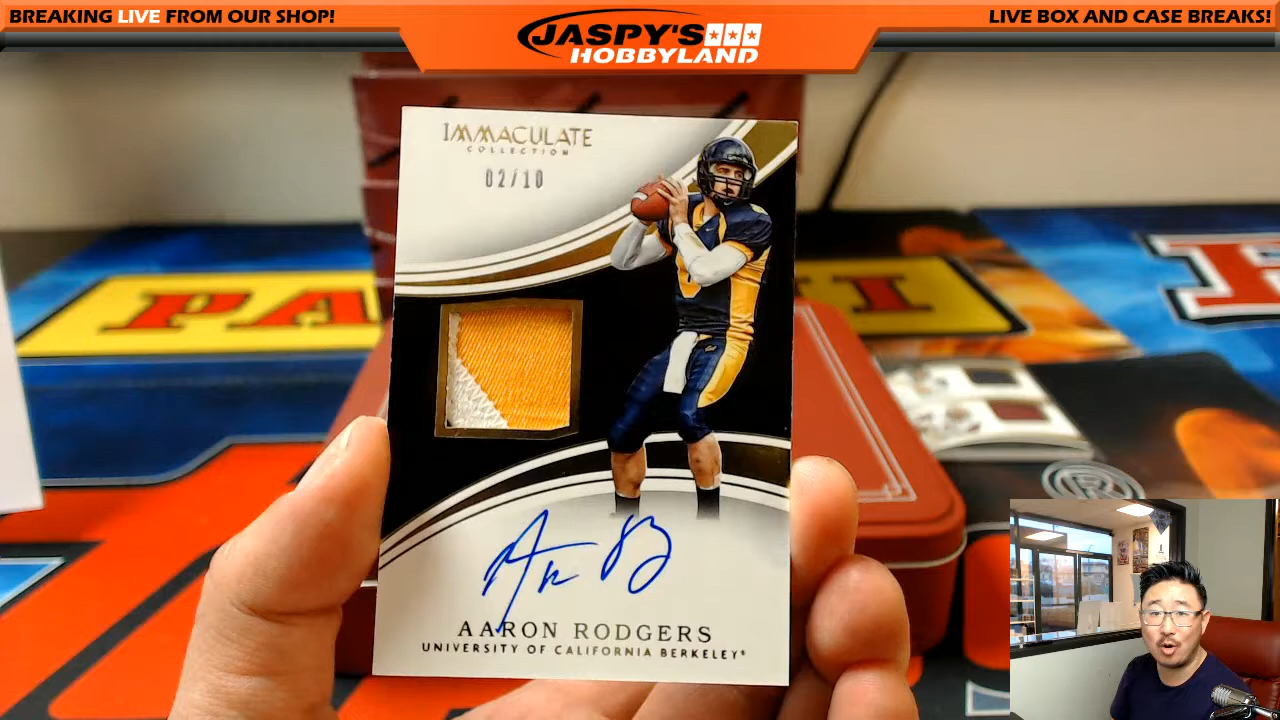 BREAKING LIVE FROM OUR SHOP!
JASPY'S
HOBBYLAND
LIVE BOX AND CASE BREAKS!
IMMACULATE
COLLECTION
02/10
AARON RODGERS
UNIVERSITY OF CALIFORNIA BERKELEY®
®